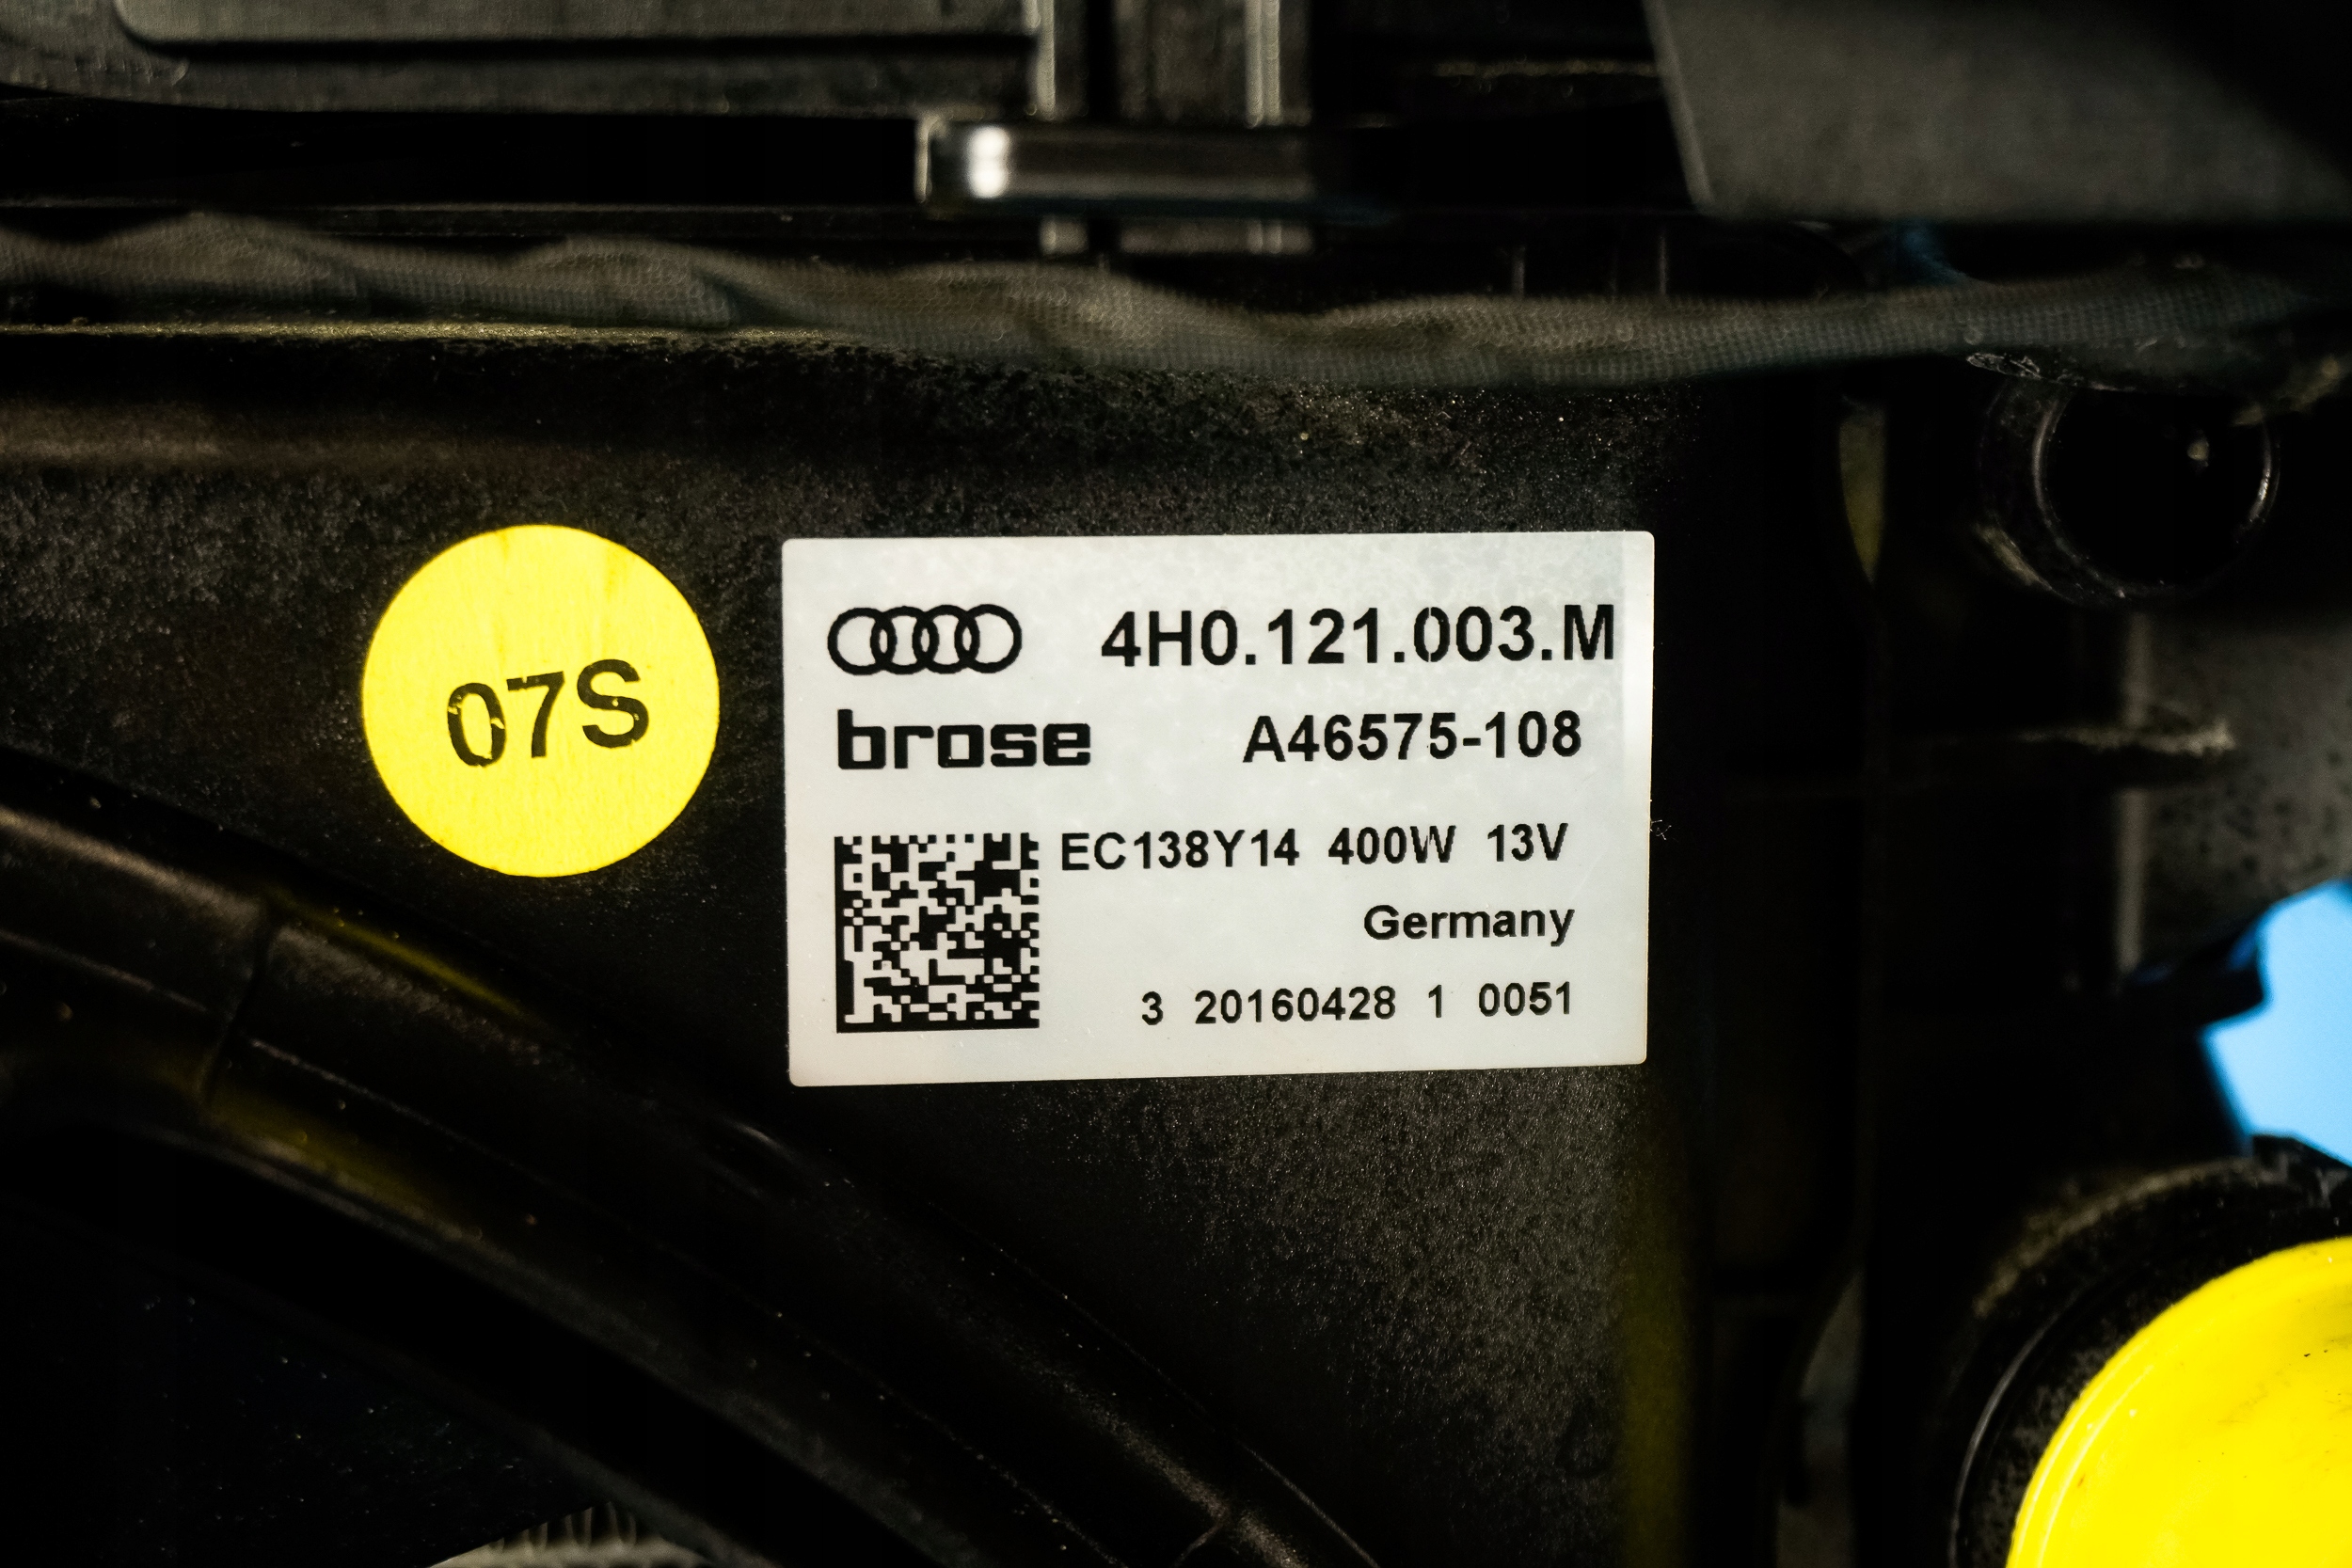 07S
4H0.121.003.M
brose A46575-108
EC138Y14 400W 13V
Germany
3 20160428 1 0051